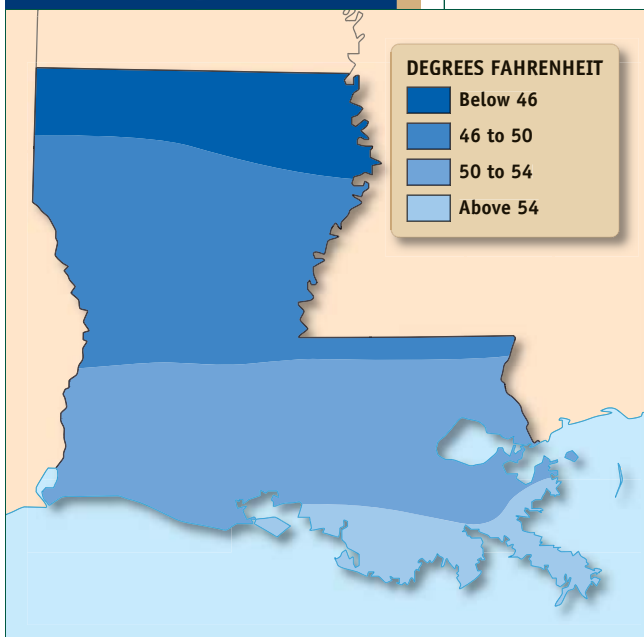 DEGREES FAHRENHEIT
Below 46
46 to 50
50 to 54
Above 54